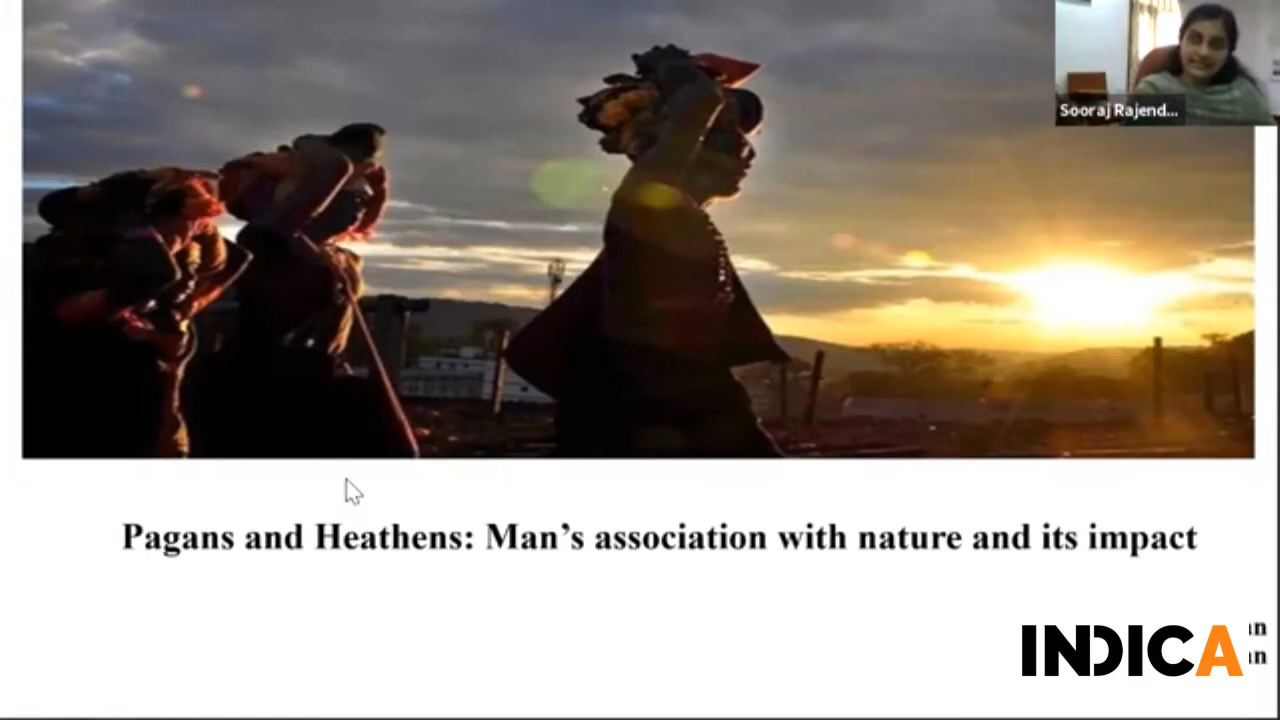 Sooraj Rajend...
Pagans and Heathens: Man’s association with nature and its impact
INDICA